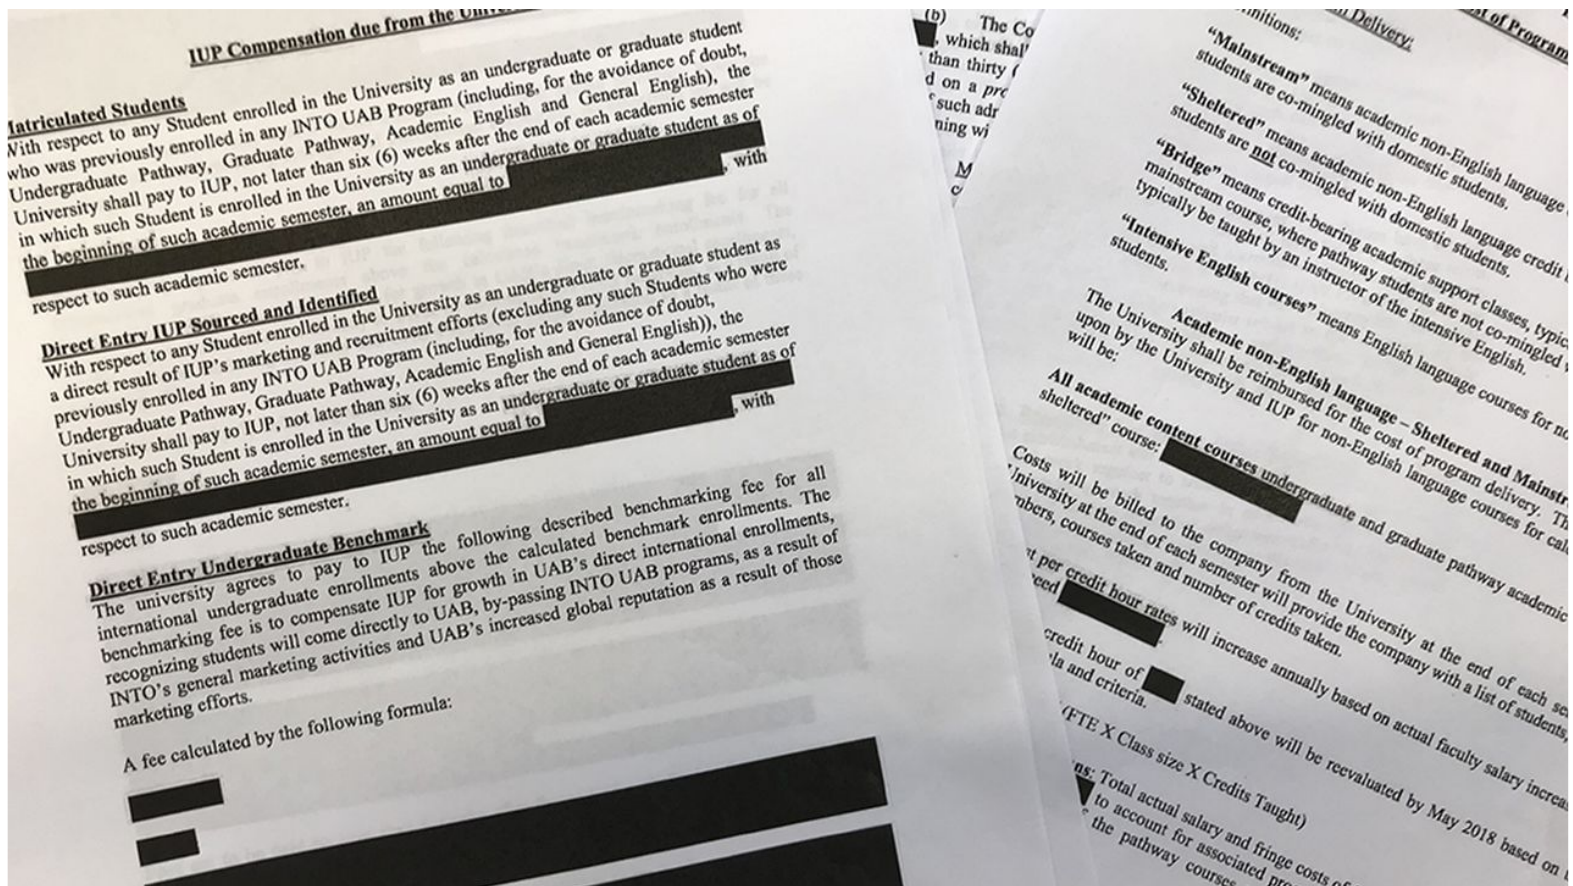 IUP Compensation due from the
Matriculated Students
With respect to any Student enrolled in the University as an undergraduate or graduate student
who was previously enrolled in any INTO UAB Program (including, for the avoidance of doubt,
Undergraduate Pathway, Graduate Pathway, Academic English and General English), the
University shall pay to IUP, not later than six (6) weeks after the end of each academic semester
in which such Student is enrolled in the University as an undergraduate or graduate student as of
the beginning of such academic semester, an amount equal to
, with
respect to such academic semester.
Direct Entry IUP Sourced and Identified
With respect to any Student enrolled in the University as an undergraduate or graduate student as
a direct result of IUP's marketing and recruitment efforts (excluding any such Students who were
previously enrolled in any INTO UAB Program (including, for the avoidance of doubt,
Undergraduate Pathway, Graduate Pathway, Academic English and General English)), the
University shall pay to IUP, not later than six (6) weeks after the end of each academic semester
in which such Student is enrolled in the University as an undergraduate or graduate student as of
the beginning of such academic semester, an amount equal to
, with
respect to such academic semester.
Direct Entry Undergraduate Benchmark
The university agrees to pay to IUP the following described benchmarking fee for all
international undergraduate enrollments above the calculated benchmark enrollments. The
benchmarking fee is to compensate IUP for growth in UAB's direct international enrollments,
recognizing students will come directly to UAB, by-passing INTO UAB programs, as a result of
INTO's general marketing activities and UAB's increased global reputation as a result of those
marketing efforts.
A fee calculated by the following formula:
(b) The Co
, which shal
than thirty (
d on a pro
such adr
ning wi
of Program
Delivery:
initions:
"Mainstream" means academic non-English language
students are co-mingled with domestic students.
"Sheltered" means academic non-English language credit
students are not co-mingled with domestic students.
"Bridge" means credit-bearing academic support classes, typic
mainstream course, where pathway students are not co-mingled
typically be taught by an instructor of the intensive English.
"Intensive English courses" means English language courses for no
students.
Academic non-English language – Sheltered and Mainstr
The University shall be reimbursed for the cost of program delivery. Th
upon by the University and IUP for non-English language courses for cal
will be:
All academic content courses undergraduate and graduate pathway academic
sheltered" course:
Costs will be billed to the company from the University at the end of each se
University at the end of each semester will provide the company with a list of students,
mbers, courses taken and number of credits taken.
st per credit hour rates will increase annually based on actual faculty salary increa
eed
credit hour of stated above will be reevaluated by May 2018 based on
la and criteria.
(FTE X Class size X Credits Taught)
ns: Total actual salary and fringe costs
to account for associated pro
the pathway courses